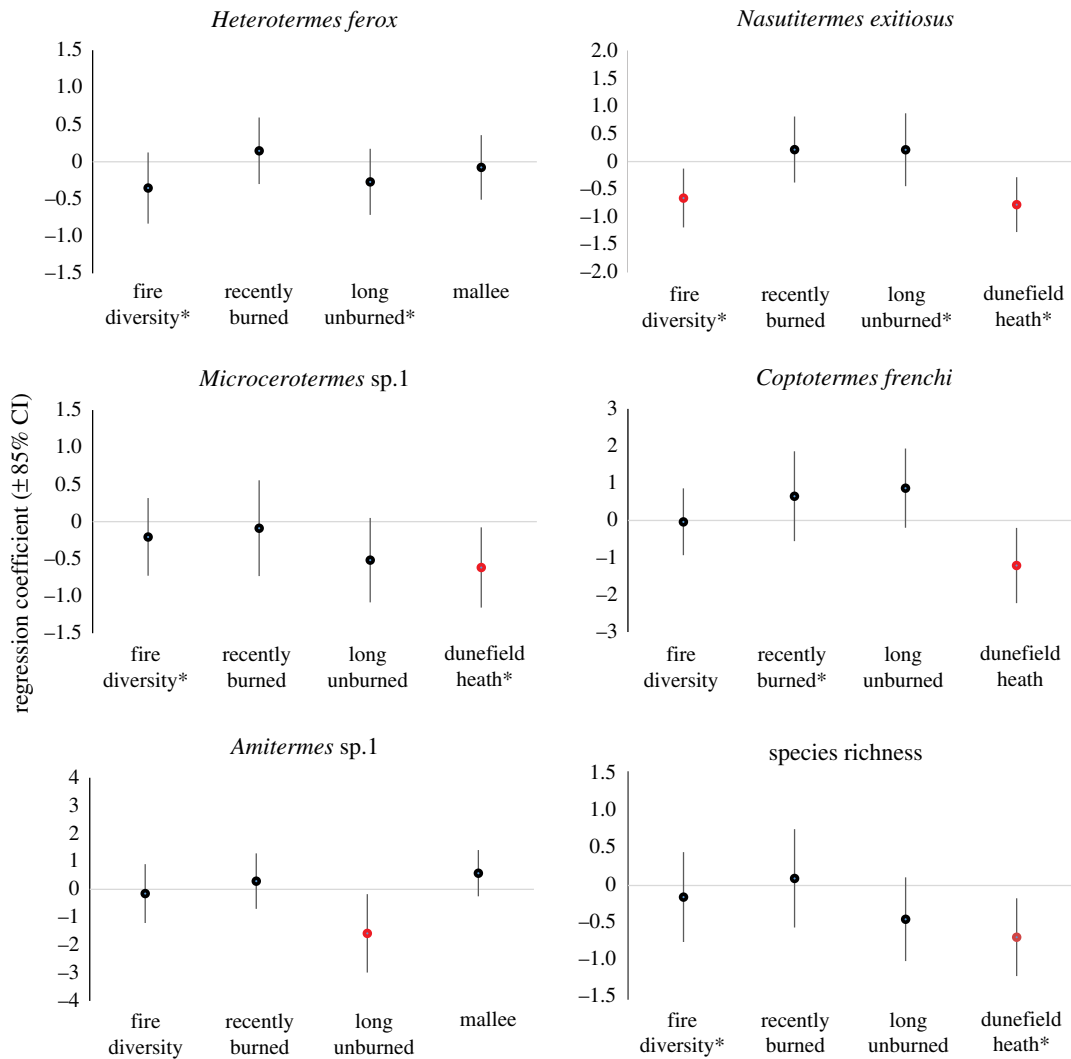 Heterotermes ferox
1.5
1.0
0.5
0
–0.5
–1.0
–1.5
fire diversity*
recently burned
long unburned*
mallee
Nasutitermes exitiosus
2.0
1.5
1.0
0.5
0
–0.5
–1.0
–1.5
–2.0
fire diversity*
recently burned
long unburned*
dunefield heath*
regression coefficient (±85% CI)
Microcerotermes sp.1
1.5
1.0
0.5
0
–0.5
–1.0
–1.5
fire diversity*
recently burned
long unburned
dunefield heath*
Coptotermes frenchi
3
2
1
0
–1
–2
–3
fire diversity
recently burned*
long unburned
dunefield heath
Amitermes sp.1
4
3
2
1
0
–1
–2
–3
–4
fire diversity
recently burned
long unburned
mallee
species richness
1.5
1.0
0.5
0
–0.5
–1.0
–1.5
fire diversity*
recently burned
long unburned
dunefield heath*